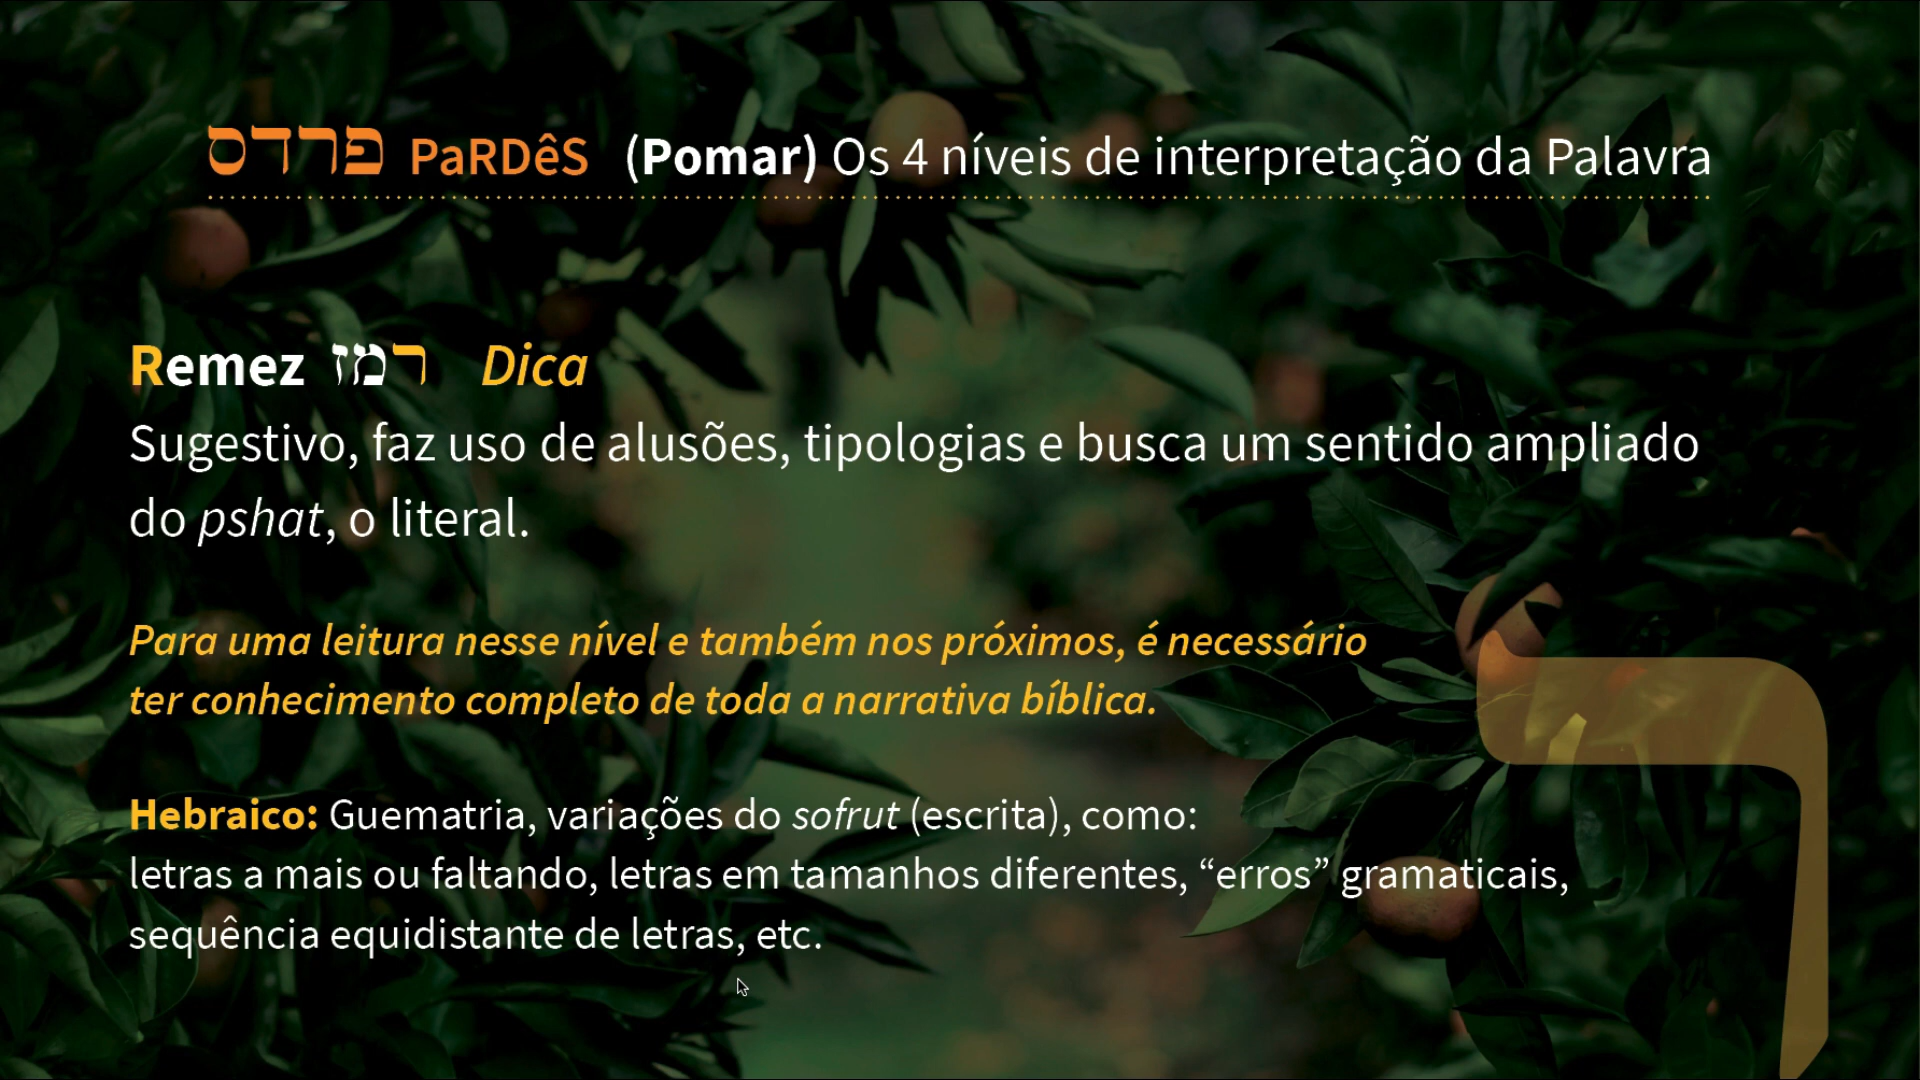 פרדס PaRDêS (Pomar) Os 4 níveis de interpretação da Palavra
Remez רמז Dica
Sugestivo, faz uso de alusões, tipologias e busca um sentido ampliado
do pshat, o literal.
Para uma leitura nesse nível e também nos próximos, é necessário
ter conhecimento completo de toda a narrativa bíblica.
ר
Hebraico: Guematria, variações do sofrut (escrita), como:
letras a mais ou faltando, letras em tamanhos diferentes, “erros” gramaticais,
sequência equidistante de letras, etc.